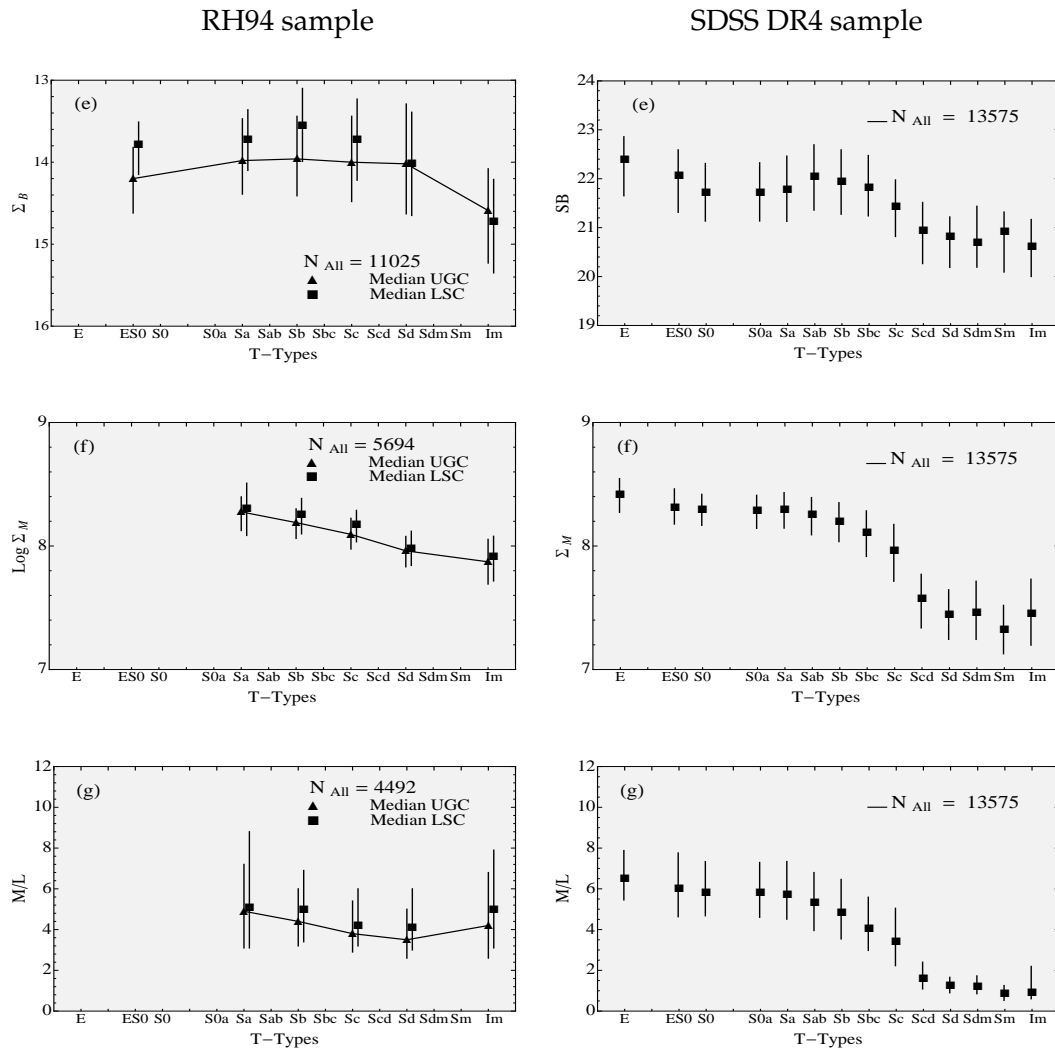 RH94 sample
SDSS DR4 sample
13
14
15
16
Σ_B
(e)
N All = 11025
Median UGC
Median LSC
E ES0 S0 S0a Sa Sab Sb Sbc Sc Scd Sd Sdm Sm Im
T−Types
24
23
22
21
20
19
SB
(e)
N All = 13575
E ES0 S0 S0a Sa Sab Sb Sbc Sc Scd Sd Sdm Sm Im
T−Types
9
8
7
Log Σ_M
(f)
N All = 5694
Median UGC
Median LSC
E ES0 S0 S0a Sa Sab Sb Sbc Sc Scd Sd Sdm Sm Im
T−Types
9
8
7
Σ_M
(f)
N All = 13575
E ES0 S0 S0a Sa Sab Sb Sbc Sc Scd Sd Sdm Sm Im
T−Types
12
10
8
6
4
2
0
M/L
(g)
N All = 4492
Median UGC
Median LSC
E ES0 S0 S0a Sa Sab Sb Sbc Sc Scd Sd Sdm Sm Im
T−Types
12
10
8
6
4
2
0
M/L
(g)
N All = 13575
E ES0 S0 S0a Sa Sab Sb Sbc Sc Scd Sd Sdm Sm Im
T−Types